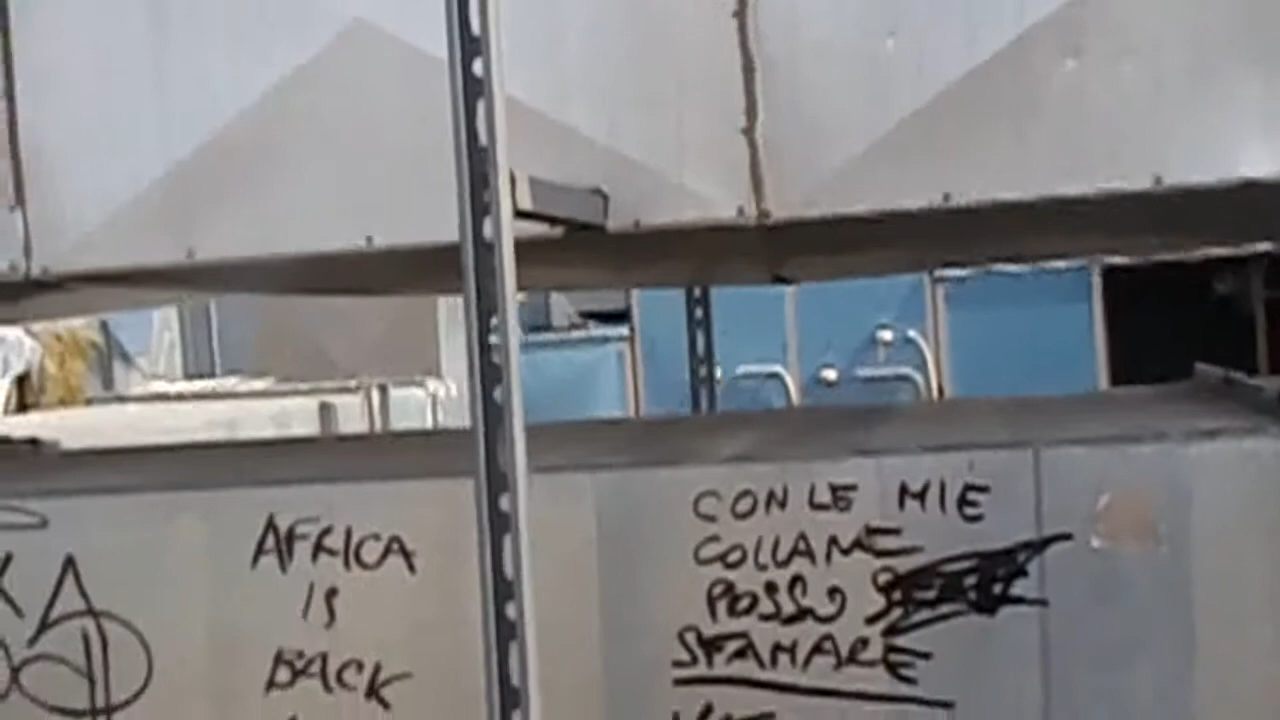 AFRICA
IS
BACK
CON LE MIE
COLLANE
POSSO
SFAMARE